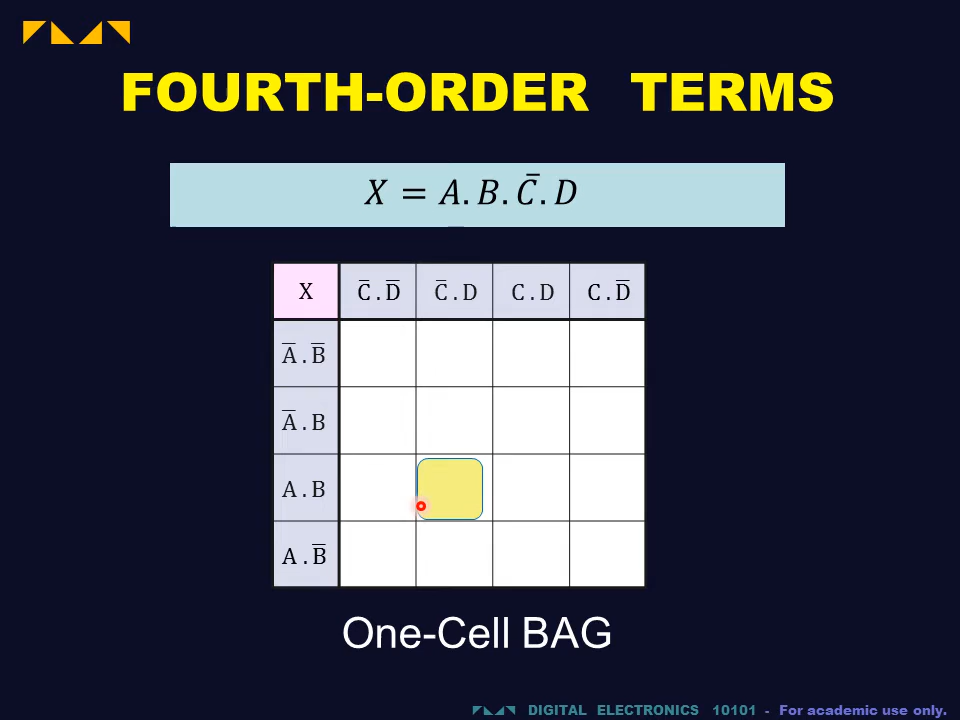 FOURTH-ORDER TERMS
X = A.B.C̄.D
X C̄.D̄ C̄.D C.D C.D̄
Ā.B̄
Ā.B
A.B
A.B̄
One-Cell BAG
DIGITAL ELECTRONICS 10101 - For academic use only.